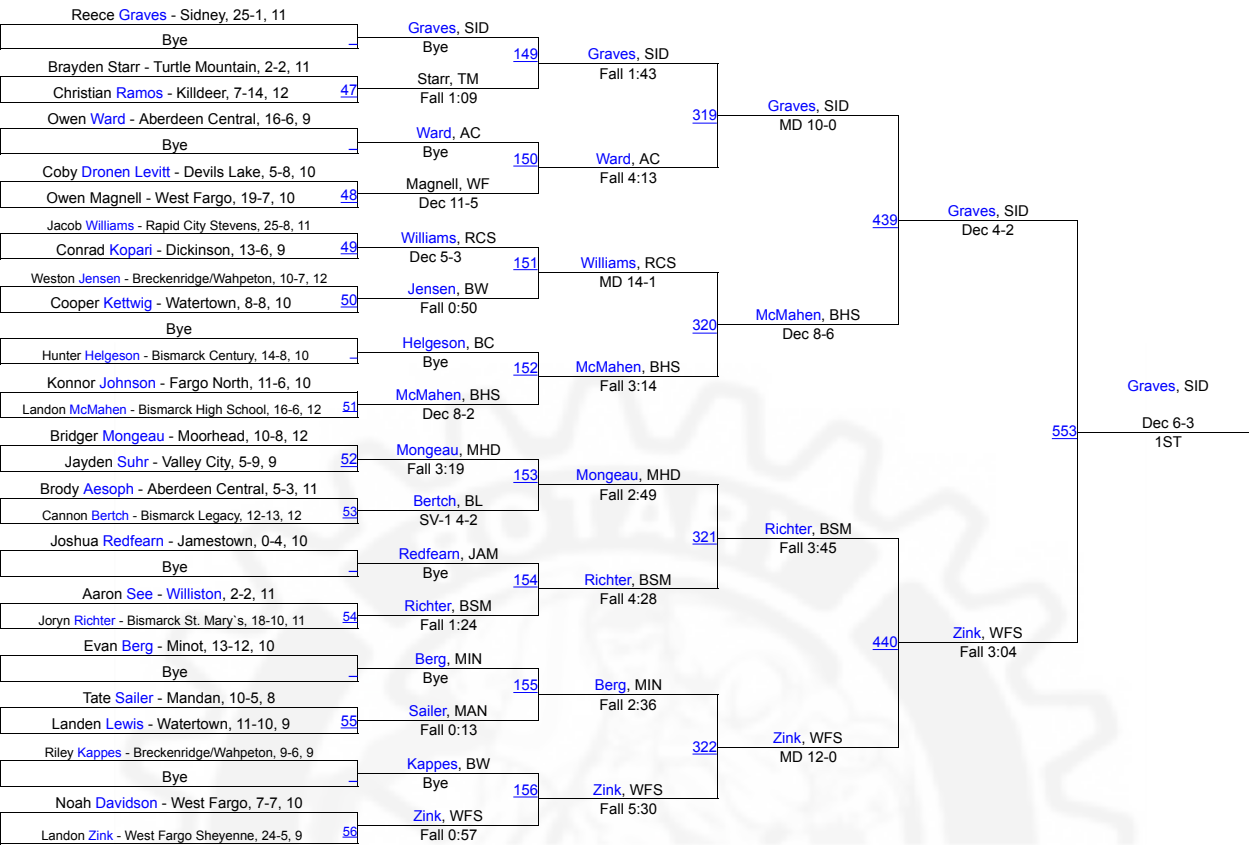 Reece Graves - Sidney, 25-1, 11
Bye
Brayden Starr - Turtle Mountain, 2-2, 11
Christian Ramos - Killdeer, 7-14, 12
47
Owen Ward - Aberdeen Central, 16-6, 9
Bye
Coby Dronen Levitt - Devils Lake, 5-8, 10
Owen Magnell - West Fargo, 19-7, 10
48
Jacob Williams - Rapid City Stevens, 25-8, 11
Conrad Kopari - Dickinson, 13-6, 9
49
Weston Jensen - Breckenridge/Wahpeton, 10-7, 12
Cooper Kettwig - Watertown, 8-8, 10
50
Bye
Hunter Helgeson - Bismarck Century, 14-8, 10
Konnor Johnson - Fargo North, 11-6, 10
Landon McMahen - Bismarck High School, 16-6, 12
51
Bridger Mongeau - Moorhead, 10-8, 12
Jayden Suhr - Valley City, 5-9, 9
52
Brody Aesoph - Aberdeen Central, 5-3, 11
Cannon Bertch - Bismarck Legacy, 12-13, 12
53
Joshua Redfearn - Jamestown, 0-4, 10
Bye
Aaron See - Williston, 2-2, 11
Joryn Richter - Bismarck St. Mary`s, 18-10, 11
54
Evan Berg - Minot, 13-12, 10
Bye
Tate Sailer - Mandan, 10-5, 8
Landen Lewis - Watertown, 11-10, 9
55
Riley Kappes - Breckenridge/Wahpeton, 9-6, 9
Bye
Noah Davidson - West Fargo, 7-7, 10
Landon Zink - West Fargo Sheyenne, 24-5, 9
56
Graves, SID
Bye
149
Starr, TM
Fall 1:09
Ward, AC
Bye
150
Magnell, WF
Dec 11-5
Williams, RCS
Dec 5-3
151
Jensen, BW
Fall 0:50
Helgeson, BC
Bye
152
McMahen, BHS
Dec 8-2
Mongeau, MHD
Fall 3:19
153
Bertch, BL
SV-1 4-2
Redfearn, JAM
Bye
154
Richter, BSM
Fall 1:24
Berg, MIN
Bye
155
Sailer, MAN
Fall 0:13
Kappes, BW
Bye
156
Zink, WFS
Fall 0:57
Graves, SID
Fall 1:43
319
Ward, AC
Fall 4:13
Williams, RCS
MD 14-1
320
McMahen, BHS
Fall 3:14
Mongeau, MHD
Fall 2:49
321
Richter, BSM
Fall 4:28
Berg, MIN
Fall 2:36
322
Zink, WFS
Fall 5:30
Graves, SID
MD 10-0
439
McMahen, BHS
Dec 8-6
Richter, BSM
Fall 3:45
440
Zink, WFS
MD 12-0
Graves, SID
Dec 4-2
553
Zink, WFS
Fall 3:04
Graves, SID
Dec 6-3
1ST
ROTARY